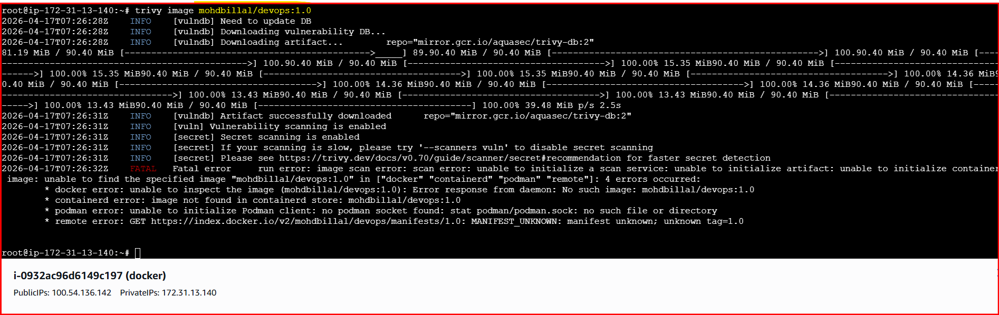 root@ip-172-31-13-140:~# trivy image mohdbillal/devops:1.0
2026-04-17T07:26:28Z    INFO    [vulndb] Need to update DB
2026-04-17T07:26:28Z    INFO    [vulndb] Downloading vulnerability DB...
2026-04-17T07:26:28Z    INFO    [vulndb] Downloading artifact...        repo="mirror.gcr.io/aquasec/trivy-db:2"
81.19 MiB / 90.40 MiB [---------------------------------------------->_____] 89.90.40 MiB / 90.40 MiB [-------------------------------------------------->] 100.90.40 MiB / 90.40 MiB [----
---------------------------------------------->] 100.90.40 MiB / 90.40 MiB [------------------------------------->] 100.00% 15.35 MiB90.40 MiB / 90.40 MiB [-------------------------------
------>] 100.00% 15.35 MiB90.40 MiB / 90.40 MiB [------------------------------------->] 100.00% 15.35 MiB90.40 MiB / 90.40 MiB [------------------------------------->] 100.00% 14.36 MiB9
0.40 MiB / 90.40 MiB [------------------------------------->] 100.00% 14.36 MiB90.40 MiB / 90.40 MiB [------------------------------------->] 100.00% 14.36 MiB90.40 MiB / 90.40 MiB [-----
-------------------------------->] 100.00% 13.43 MiB90.40 MiB / 90.40 MiB [------------------------------------->] 100.00% 13.43 MiB90.40 MiB / 90.40 MiB [--------------------------------
----->] 100.00% 13.43 MiB90.40 MiB / 90.40 MiB [----------------------------------------] 100.00% 39.48 MiB p/s 2.5s
2026-04-17T07:26:31Z    INFO    [vulndb] Artifact successfully downloaded      repo="mirror.gcr.io/aquasec/trivy-db:2"
2026-04-17T07:26:31Z    INFO    [vuln] Vulnerability scanning is enabled
2026-04-17T07:26:31Z    INFO    [secret] Secret scanning is enabled
2026-04-17T07:26:31Z    INFO    [secret] If your scanning is slow, please try '--scanners vuln' to disable secret scanning
2026-04-17T07:26:31Z    INFO    [secret] Please see https://trivy.dev/docs/v0.70/guide/scanner/secret#recommendation for faster secret detection
2026-04-17T07:26:32Z    FATAL   Fatal error     run error: image scan error: scan error: unable to initialize a scan service: unable to initialize artifact: unable to initialize container
image: unable to find the specified image "mohdbillal/devops:1.0" in ["docker" "containerd" "podman" "remote"]: 4 errors occurred:
* docker error: unable to inspect the image (mohdbillal/devops:1.0): Error response from daemon: No such image: mohdbillal/devops:1.0
* containerd error: image not found in containerd store: mohdbillal/devops:1.0
* podman error: unable to initialize Podman client: no podman socket found: stat podman/podman.sock: no such file or directory
* remote error: GET https://index.docker.io/v2/mohdbillal/devops/manifests/1.0: MANIFEST_UNKNOWN: manifest unknown; unknown tag=1.0
root@ip-172-31-13-140:~#
i-0932ac96d6149c197 (docker)
PublicIPs: 100.54.136.142    PrivateIPs: 172.31.13.140